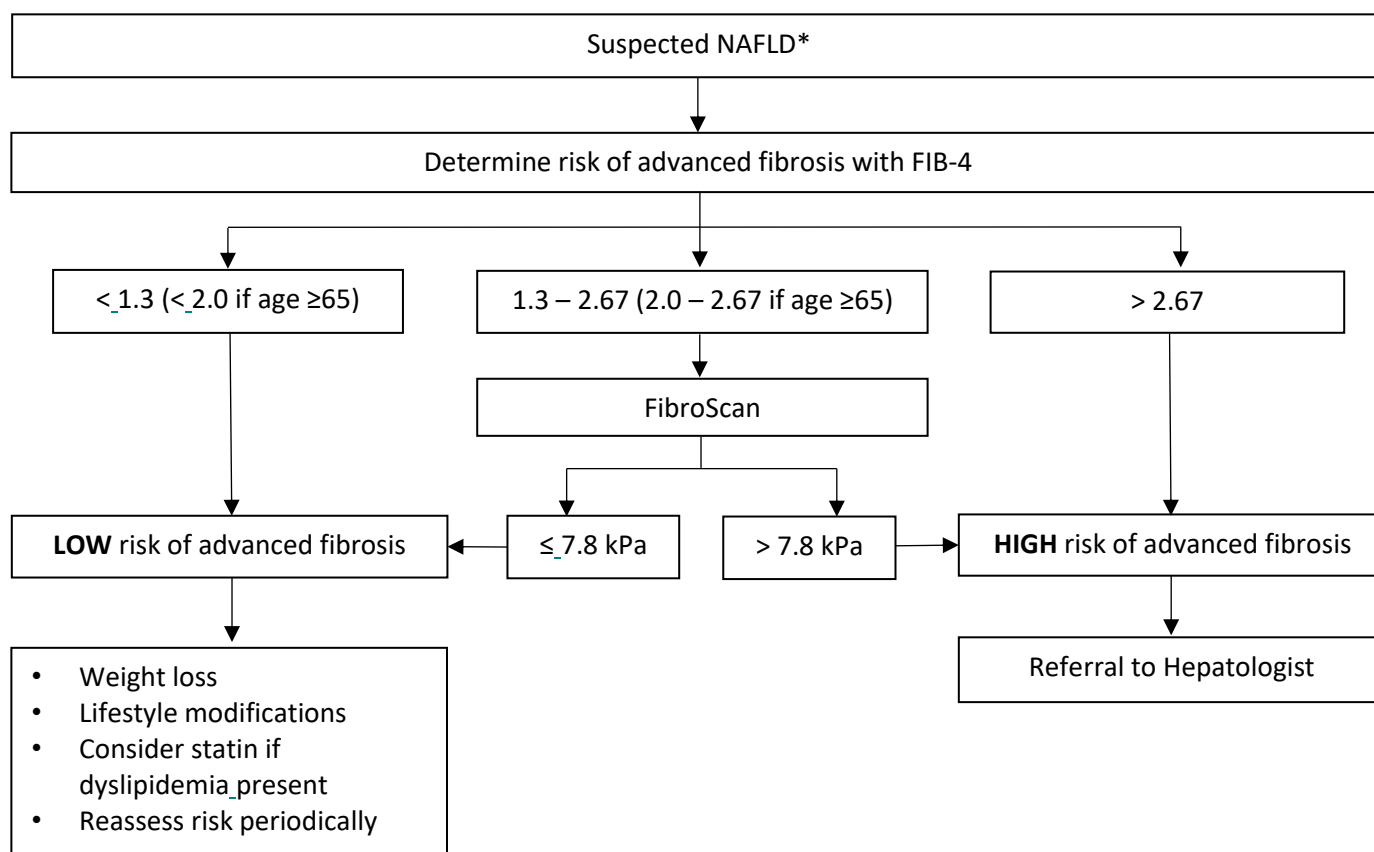 Suspected NAFLD*
Determine risk of advanced fibrosis with FIB-4
< 1.3 (< 2.0 if age ≥65)
1.3 – 2.67 (2.0 – 2.67 if age ≥65)
> 2.67
FibroScan
LOW risk of advanced fibrosis
≤ 7.8 kPa
> 7.8 kPa
HIGH risk of advanced fibrosis
• Weight loss
• Lifestyle modifications
• Consider statin if
dyslipidemia present
• Reassess risk periodically
Referral to Hepatologist